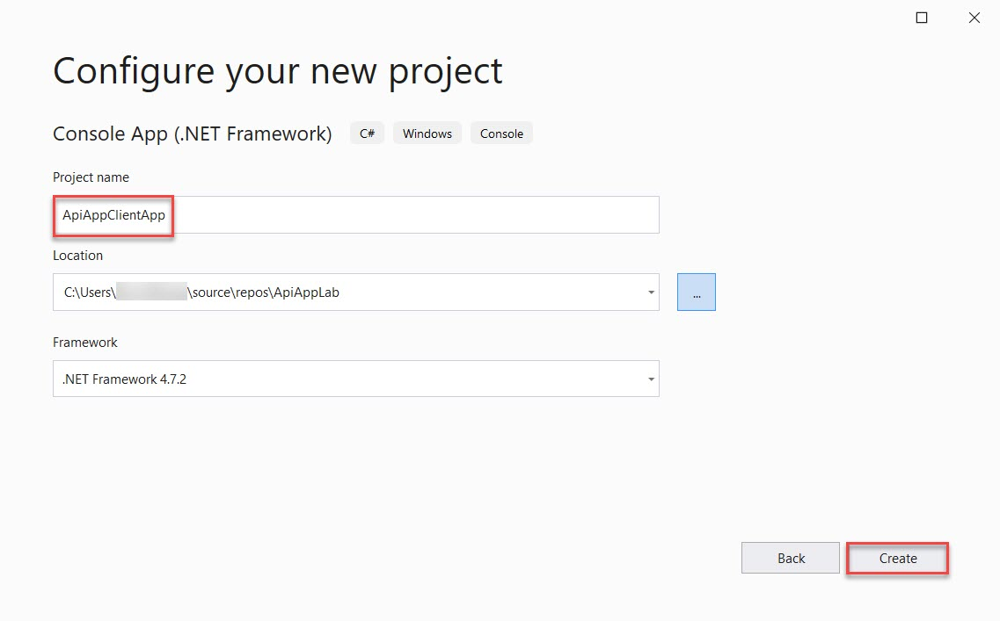 Configure your new project
Console App (.NET Framework) C# Windows Console
Project name
ApiAppClientApp
Location
C:\Users\ \source\repos\ApiAppLab
...
Framework
.NET Framework 4.7.2
Back Create